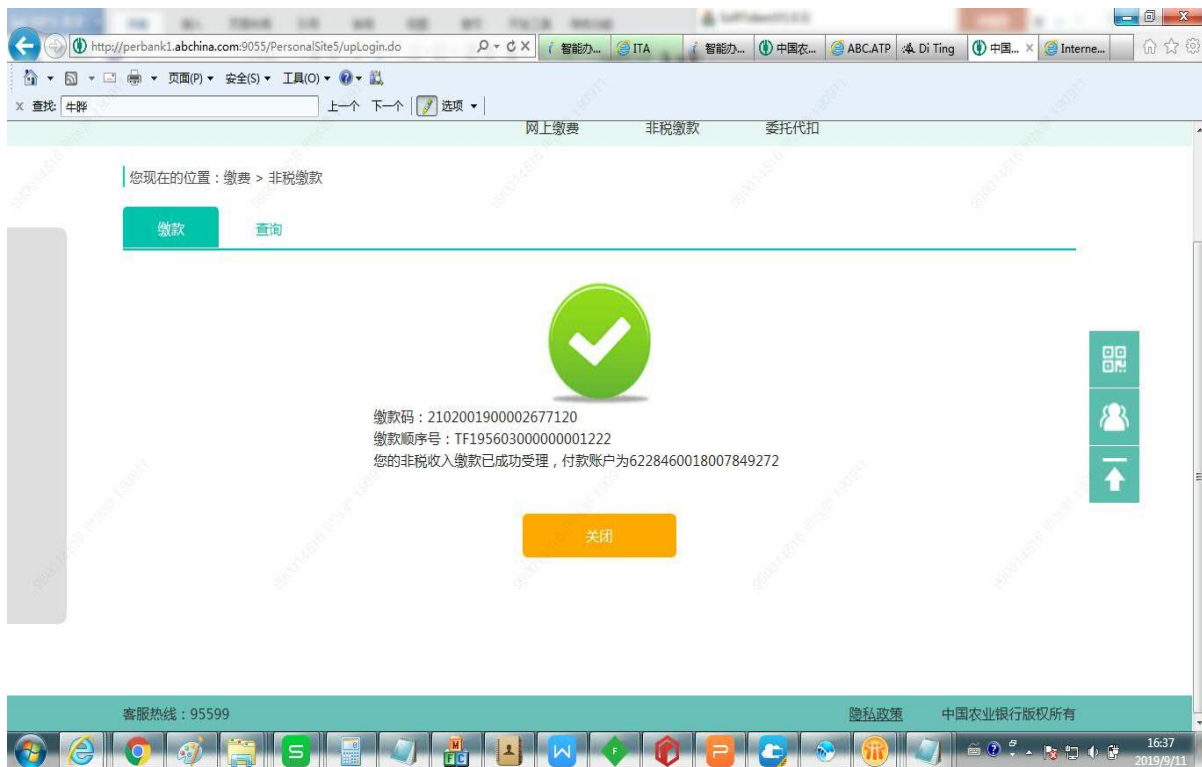 http://perbank1.abchina.com:9055/PersonalSite5/upLogin.do
智能办...
ITA
智能力...
中国农...
ABC.ATP
Di Ting
中国...
Interne...
页面(P)
安全(S)
工具(O)
x 查找: 牛晔
上一个 下一个
选项
网上缴费 非税缴款 委托代扣
您现在的位置：缴费 > 非税缴款
缴款 查询
缴款码：2102001900002677120
缴款顺序号：TF195603000000001222
您的非税收入缴款已成功受理，付款账户为6228460018007849272
关闭
客服热线：95599 隐私政策 中国农业银行版权所有
16:37
2019/9/11